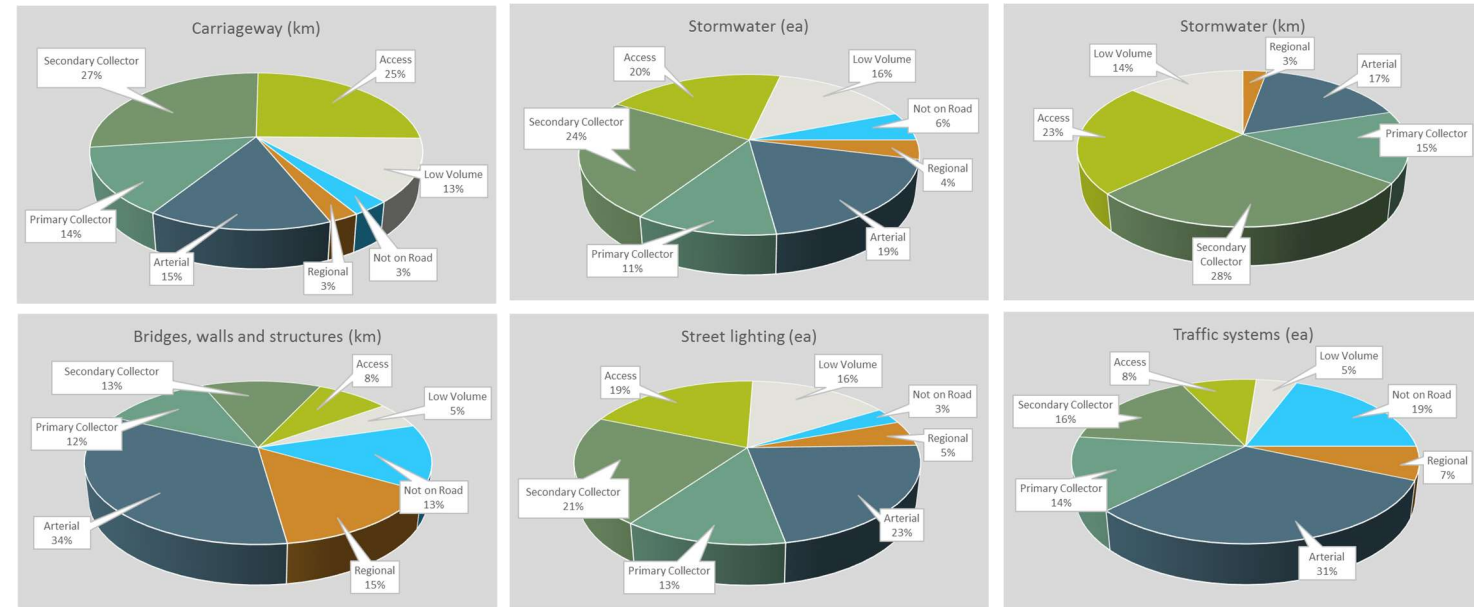 Carriageway (km)
Secondary Collector
27%
Access
25%
Low Volume
13%
Primary Collector
14%
Arterial
15%
Regional
3%
Not on Road
3%
Stormwater (ea)
Access
20%
Low Volume
16%
Not on Road
6%
Secondary Collector
24%
Regional
4%
Primary Collector
11%
Arterial
19%
Stormwater (km)
Low Volume
14%
Regional
3%
Arterial
17%
Access
23%
Primary Collector
15%
Secondary
Collector
28%
Bridges, walls and structures (km)
Secondary Collector
13%
Access
8%
Low Volume
5%
Primary Collector
12%
Not on Road
13%
Arterial
34%
Regional
15%
Street lighting (ea)
Access
19%
Low Volume
16%
Not on Road
3%
Regional
5%
Secondary Collector
21%
Arterial
23%
Primary Collector
13%
Traffic systems (ea)
Access
8%
Low Volume
5%
Not on Road
19%
Secondary Collector
16%
Regional
7%
Primary Collector
14%
Arterial
31%